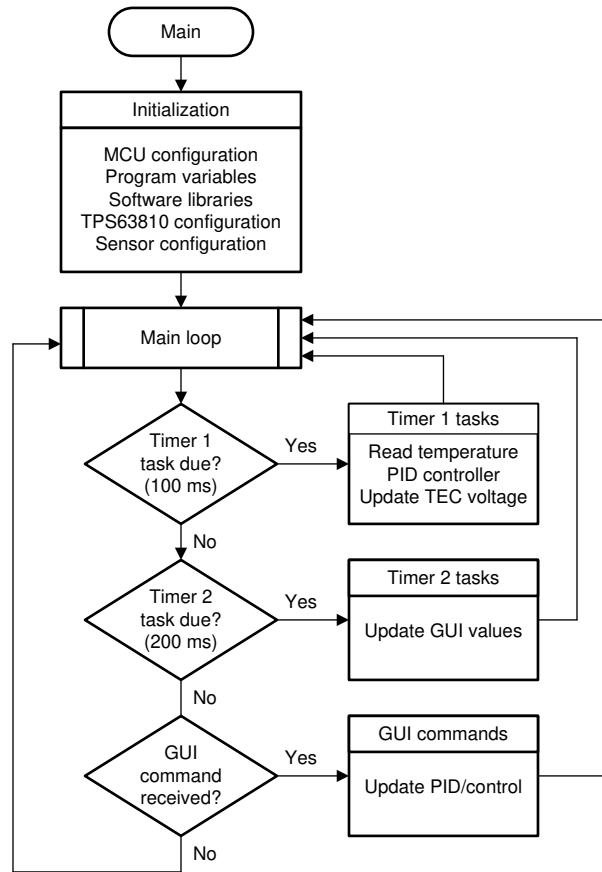 Main
Initialization
MCU configuration
Program variables
Software libraries
TPS63810 configuration
Sensor configuration
Main loop
Timer 1
task due?
(100 ms)
Yes
Timer 1 tasks
Read temperature
PID controller
Update TEC voltage
No
Timer 2
task due?
(200 ms)
Yes
Timer 2 tasks
Update GUI values
No
GUI
command
received?
Yes
GUI commands
Update PID/control
No